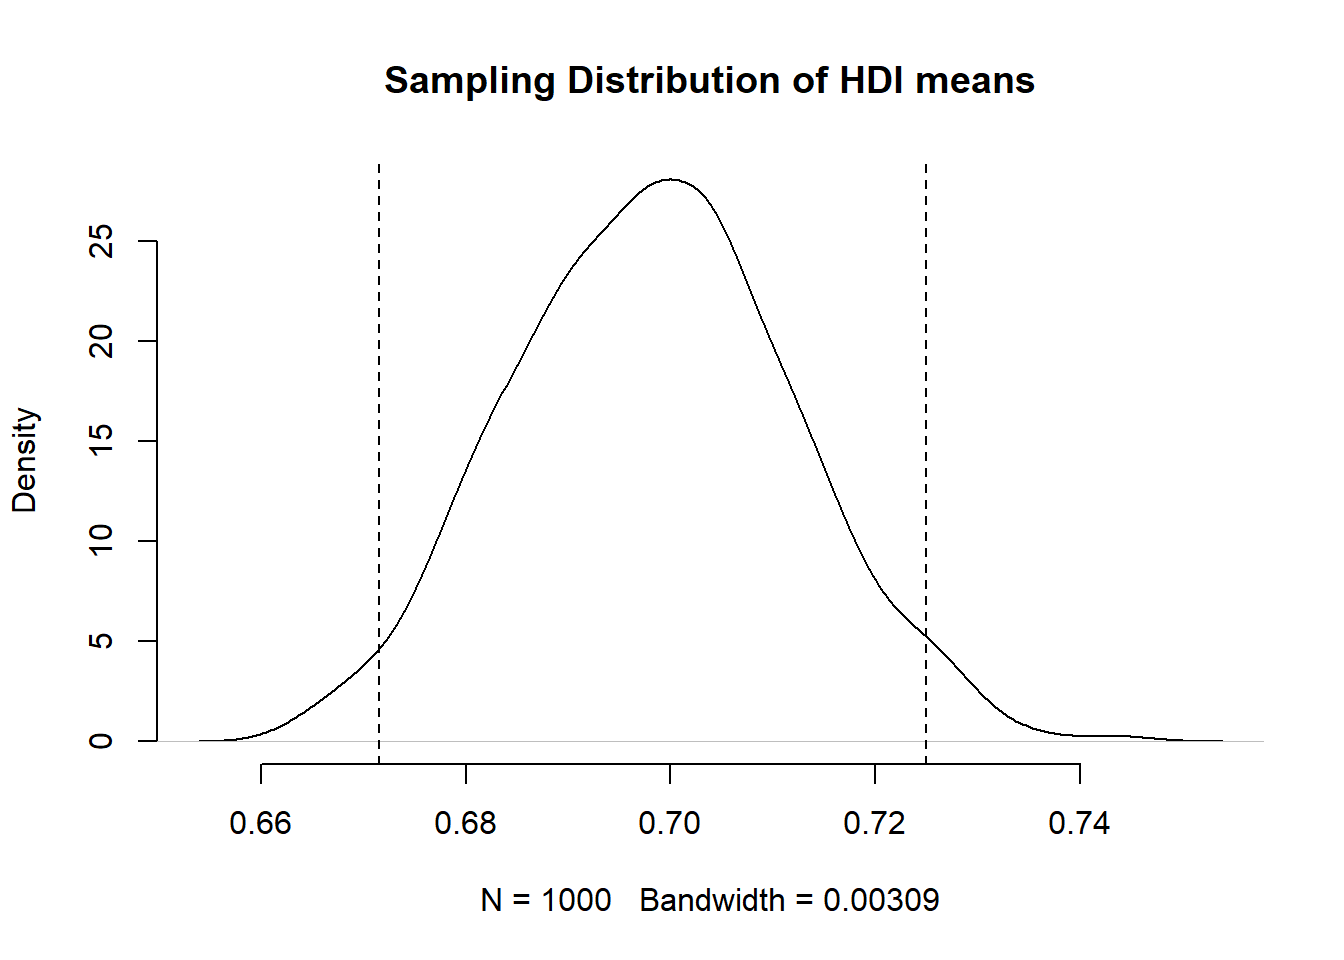 Sampling Distribution of HDI means
Density
25
20
15
10
5
0
0.66 0.68 0.70 0.72 0.74
N = 1000 Bandwidth = 0.00309